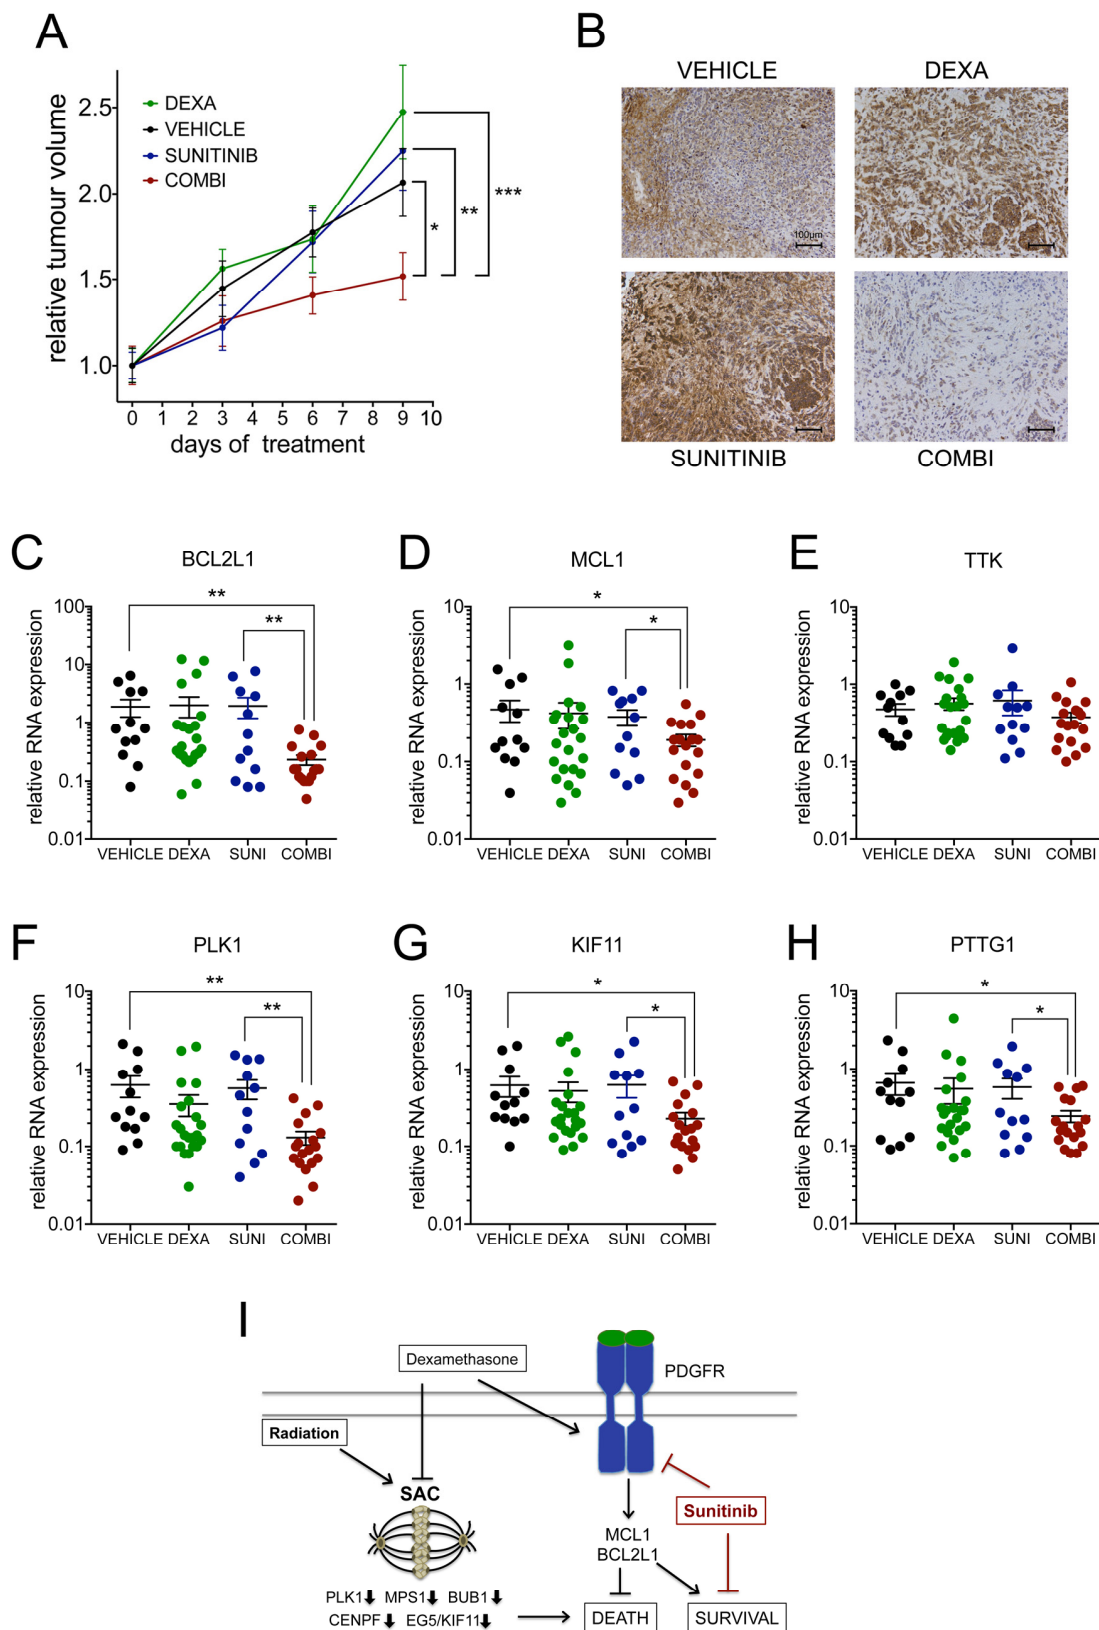 A
relative tumour volume
2.5
2.0
1.5
1.0
DEXA
VEHICLE
SUNITINIB
COMBI
*
**
***
0 1 2 3 4 5 6 7 8 9 10
days of treatment
B
VEHICLE DEXA
100µm
SUNITINIB COMBI
C
BCL2L1
relative RNA expression
100
10
1
0.1
0.01
**
**
VEHICLE DEXA SUNI COMBI
D
MCL1
relative RNA expression
10
1
0.1
0.01
*
*
VEHICLE DEXA SUNI COMBI
E
TTK
relative RNA expression
10
1
0.1
0.01
VEHICLE DEXA SUNI COMBI
F
PLK1
relative RNA expression
10
1
0.1
0.01
**
**
VEHICLE DEXA SUNI COMBI
G
KIF11
relative RNA expression
10
1
0.1
0.01
*
*
VEHICLE DEXA SUNI COMBI
H
PTTG1
relative RNA expression
10
1
0.1
0.01
*
*
VEHICLE DEXA SUNI COMBI
I
Dexamethasone
PDGFR
Radiation
SAC
Sunitinib
MCL1
BCL2L1
PLK1 MPS1 BUB1
CENPF EG5/KIF11
DEATH
SURVIVAL